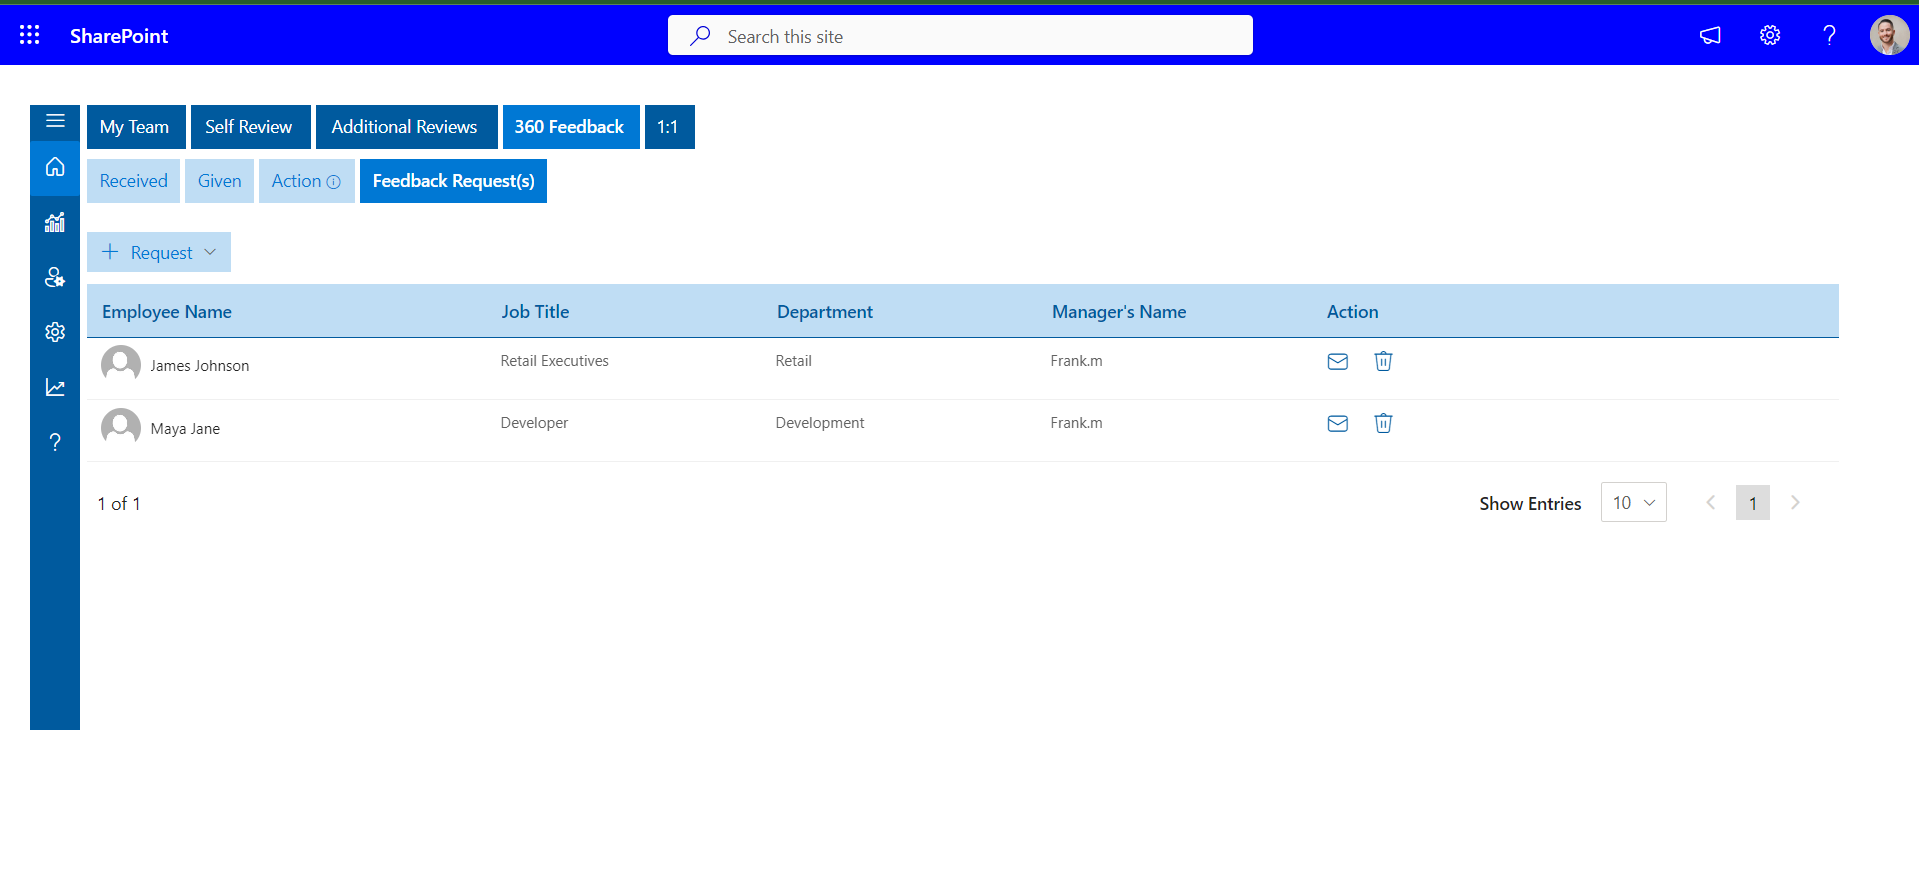 SharePoint
Search this site
My Team Self Review Additional Reviews 360 Feedback 1:1
Received Given Action Feedback Request(s)
Request
Employee Name Job Title Department Manager's Name Action
James Johnson Retail Executives Retail Frank.m
Maya Jane Developer Development Frank.m
1 of 1 Show Entries 10 1